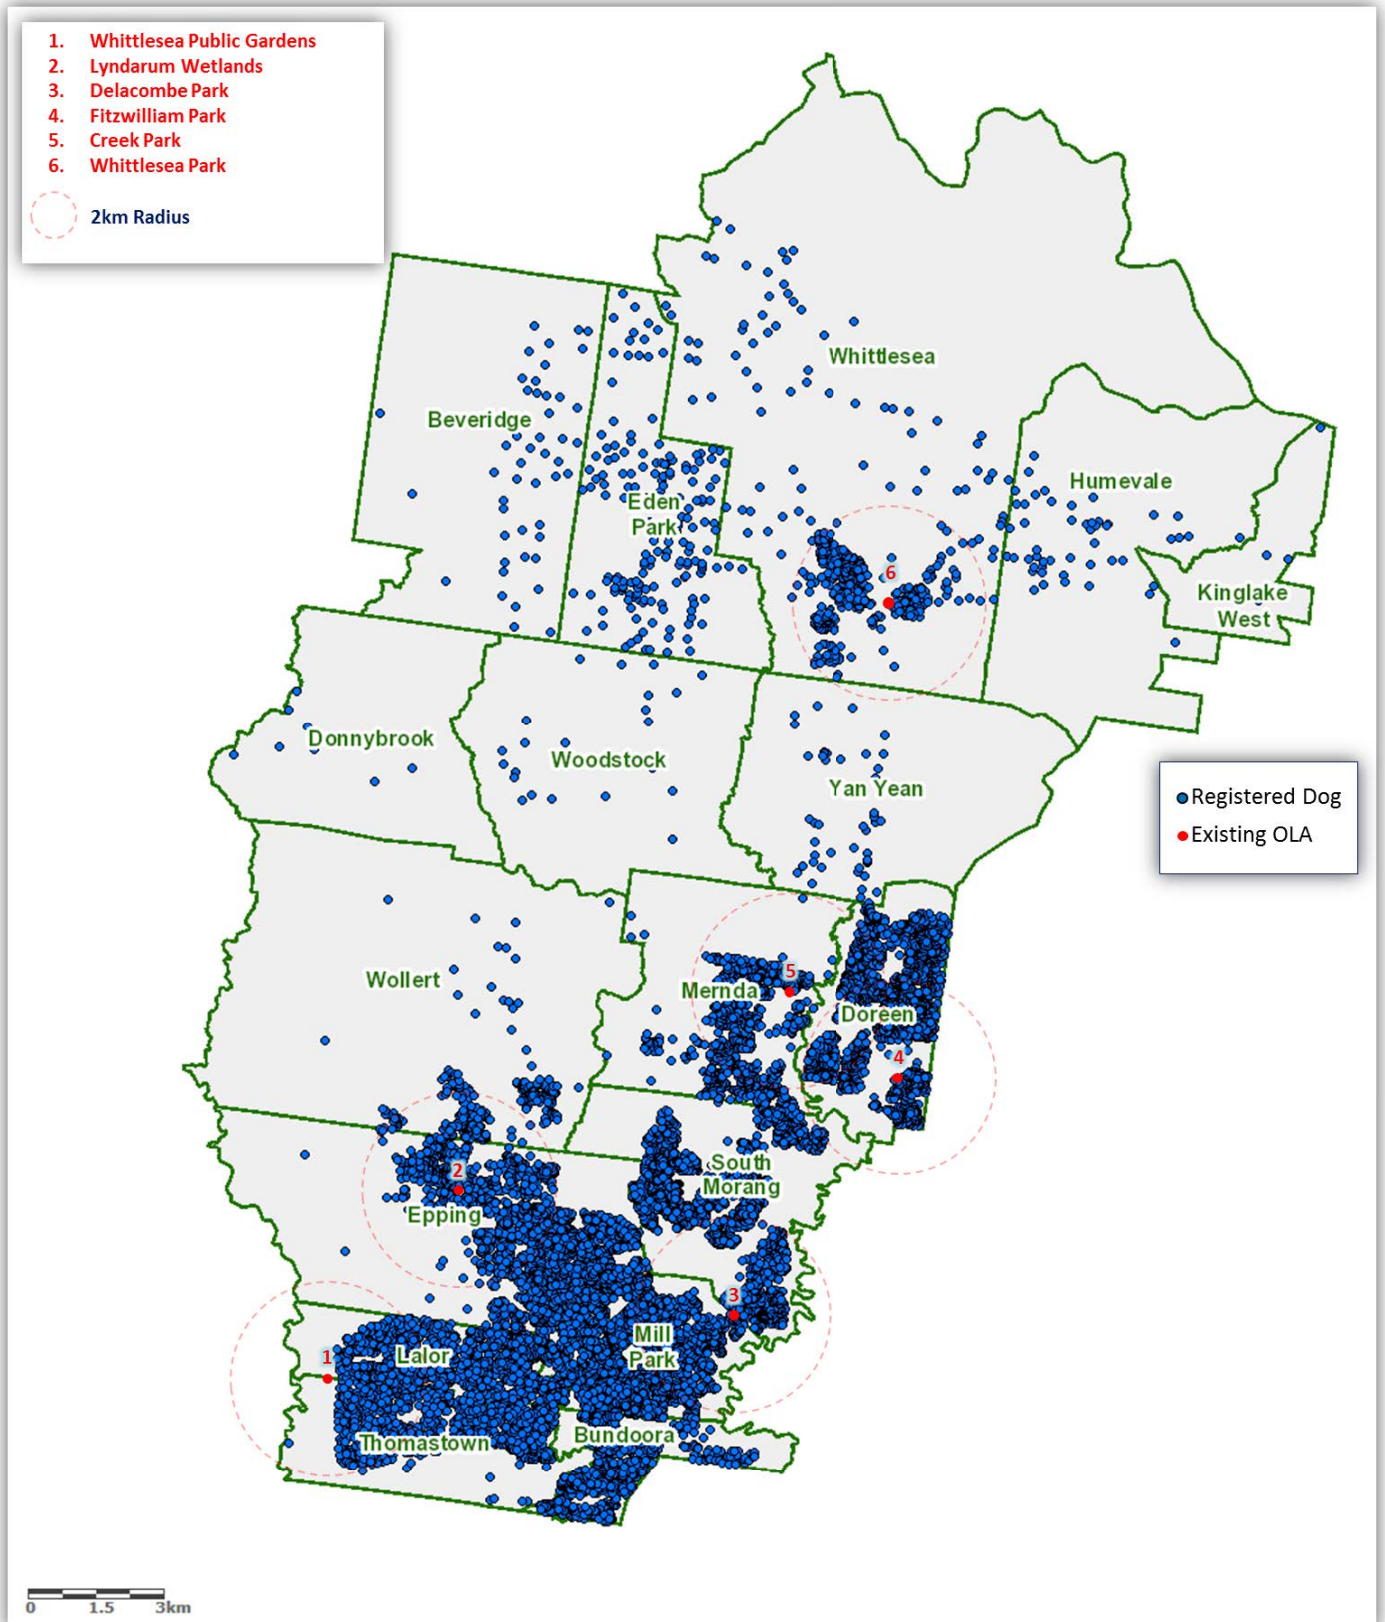 1. Whittlesea Public Gardens
2. Lyndarum Wetlands
3. Delacombe Park
4. Fitzwilliam Park
5. Creek Park
6. Whittlesea Park
2km Radius
Whittlesea
Beveridge
Humevale
Eden
Park
6
Kinglake
West
Donnybrook
Woodstock
Yan Yean
Registered Dog
Existing OLA
Wollert
5
Mernda
Doreen
4
South
Morang
2
Epping
3
Mill
Park
1
Lalor
Thomastown
Bundoora
0 1.5 3km